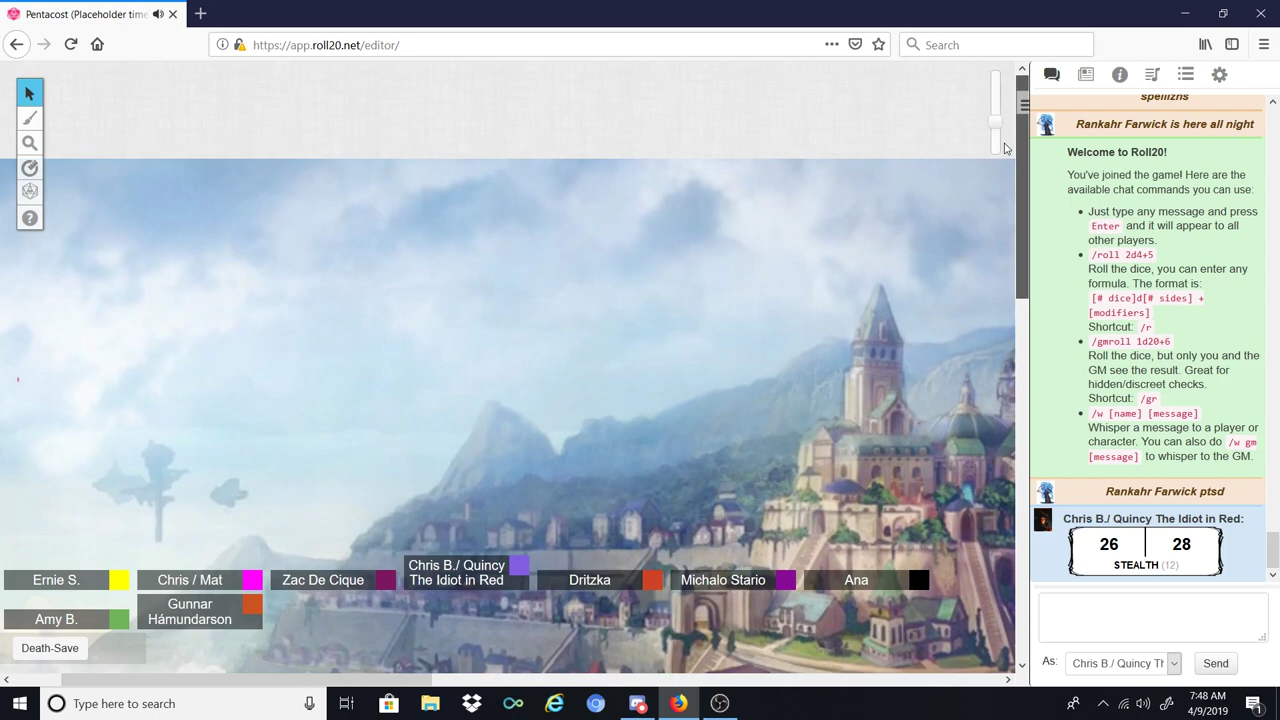 Pentacost (Placeholder time
https://app.roll20.net/editor/
Search
spellizhs
Rankahr Farwick is here all night
Welcome to Roll20!
You've joined the game! Here are the
available chat commands you can use:
Just type any message and press
Enter and it will appear to all
other players.
/roll 2d4+5
Roll the dice, you can enter any
formula. The format is:
[# dice]d[# sides] +
[modifiers]
Shortcut: /r
/gmroll 1d20+6
Roll the dice, but only you and the
GM see the result. Great for
hidden/discreet checks.
Shortcut: /gr
/w [name] [message]
Whisper a message to a player or
character. You can also do /w gm
[message] to whisper to the GM.
Rankahr Farwick ptsd
Chris B./ Quincy The Idiot in Red:
26 28
STEALTH (12)
Ernie S.
Chris / Mat
Zac De Cique
Chris B./ Quincy
The Idiot in Red
Dritzka
Michalo Stario
Ana
Amy B.
Gunnar
Hámundarson
Death-Save
As:
Chris B./ Quincy Th
Send
Type here to search
7:48 AM
4/9/2019
1